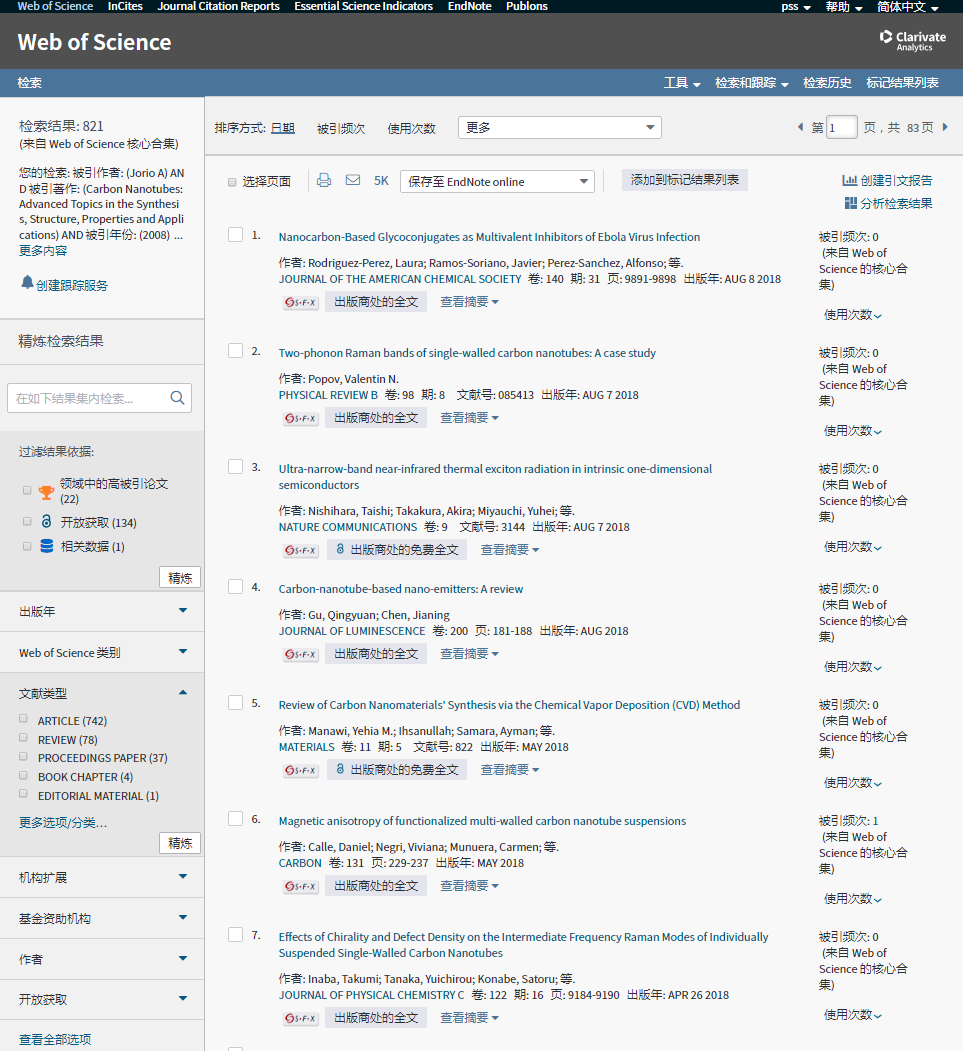 Web of Science InCites Journal Citation Reports Essential Science Indicators EndNote Publons pss 帮助 简体中文
Web of Science
Clarivate
Analytics
检索 工具 检索和跟踪 检索历史 标记结果列表
检索结果: 821
(来自 Web of Science 核心合集)
您的检索: 被引作者: (Jorio A) AN
D 被引著作: (Carbon Nanotubes:
Advanced Topics in the Synthesi
s, Structure, Properties and Appli
cations) AND 被引年份: (2008) ...
更多内容
创建跟踪服务
精炼检索结果
在如下结果集内检索...
过滤结果依据:
领域中的高被引论文
(22)
开放获取 (134)
相关数据 (1)
精炼
出版年
Web of Science 类别
文献类型
ARTICLE (742)
REVIEW (78)
PROCEEDINGS PAPER (37)
BOOK CHAPTER (4)
EDITORIAL MATERIAL (1)
更多选项/分类...
精炼
机构扩展
基金资助机构
作者
开放获取
查看全部选项
排序方式: 日期 被引频次 使用次数 更多 第 1 页，共 83 页
选择页面 5K 保存至 EndNote online 添加到标记结果列表
创建引文报告
分析检索结果
1. Nanocarbon-Based Glycoconjugates as Multivalent Inhibitors of Ebola Virus Infection
作者: Rodriguez-Perez, Laura; Ramos-Soriano, Javier; Perez-Sanchez, Alfonso; 等.
JOURNAL OF THE AMERICAN CHEMICAL SOCIETY 卷: 140 期: 31 页: 9891-9898 出版年: AUG 8 2018
S·F·X 出版商处的全文 查看摘要
被引频次: 0
(来自 Web of
Science 的核心合
集)
使用次数
2. Two-phonon Raman bands of single-walled carbon nanotubes: A case study
作者: Popov, Valentin N.
PHYSICAL REVIEW B 卷: 98 期: 8 文献号: 085413 出版年: AUG 7 2018
S·F·X 出版商处的全文 查看摘要
被引频次: 0
(来自 Web of
Science 的核心合
集)
使用次数
3. Ultra-narrow-band near-infrared thermal exciton radiation in intrinsic one-dimensional
semiconductors
作者: Nishihara, Taishi; Takakura, Akira; Miyauchi, Yuhei; 等.
NATURE COMMUNICATIONS 卷: 9 文献号: 3144 出版年: AUG 7 2018
S·F·X 出版商处的免费全文 查看摘要
被引频次: 0
(来自 Web of
Science 的核心合
集)
使用次数
4. Carbon-nanotube-based nano-emitters: A review
作者: Gu, Qingyuan; Chen, Jianing
JOURNAL OF LUMINESCENCE 卷: 200 页: 181-188 出版年: AUG 2018
S·F·X 出版商处的全文 查看摘要
被引频次: 0
(来自 Web of
Science 的核心合
集)
使用次数
5. Review of Carbon Nanomaterials' Synthesis via the Chemical Vapor Deposition (CVD) Method
作者: Manawi, Yehia M.; Ihsanullah; Samara, Ayman; 等.
MATERIALS 卷: 11 期: 5 文献号: 822 出版年: MAY 2018
S·F·X 出版商处的免费全文 查看摘要
被引频次: 0
(来自 Web of
Science 的核心合
集)
使用次数
6. Magnetic anisotropy of functionalized multi-walled carbon nanotube suspensions
作者: Calle, Daniel; Negri, Viviana; Munuera, Carmen; 等.
CARBON 卷: 131 页: 229-237 出版年: MAY 2018
S·F·X 出版商处的全文 查看摘要
被引频次: 1
(来自 Web of
Science 的核心合
集)
使用次数
7. Effects of Chirality and Defect Density on the Intermediate Frequency Raman Modes of Individually
Suspended Single-Walled Carbon Nanotubes
作者: Inaba, Takumi; Tanaka, Yuichirou; Konabe, Satoru; 等.
JOURNAL OF PHYSICAL CHEMISTRY C 卷: 122 期: 16 页: 9184-9190 出版年: APR 26 2018
S·F·X 出版商处的全文 查看摘要
被引频次: 0
(来自 Web of
Science 的核心合
集)
使用次数